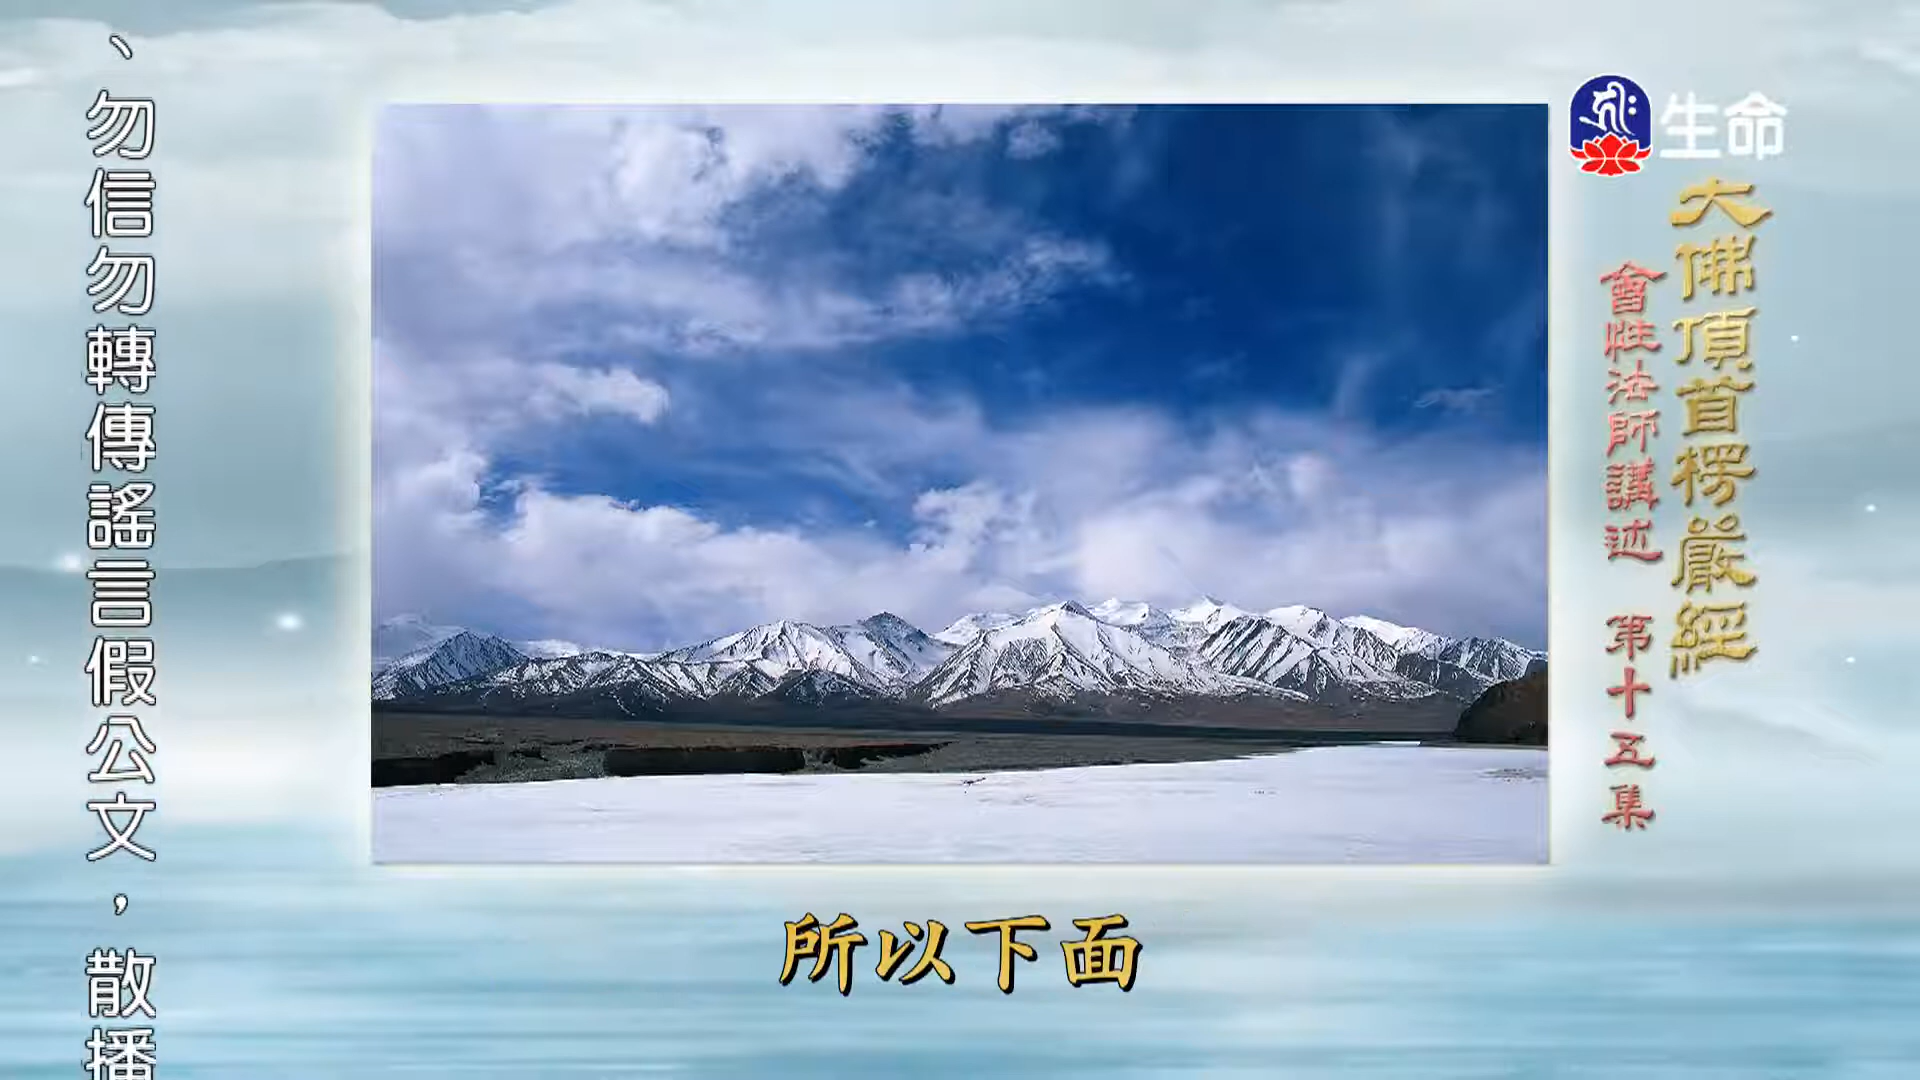 生命
大佛頂首楞嚴經
會性法師講述 第十五集
、勿信勿轉傳謠言假公文，散播
所以下面